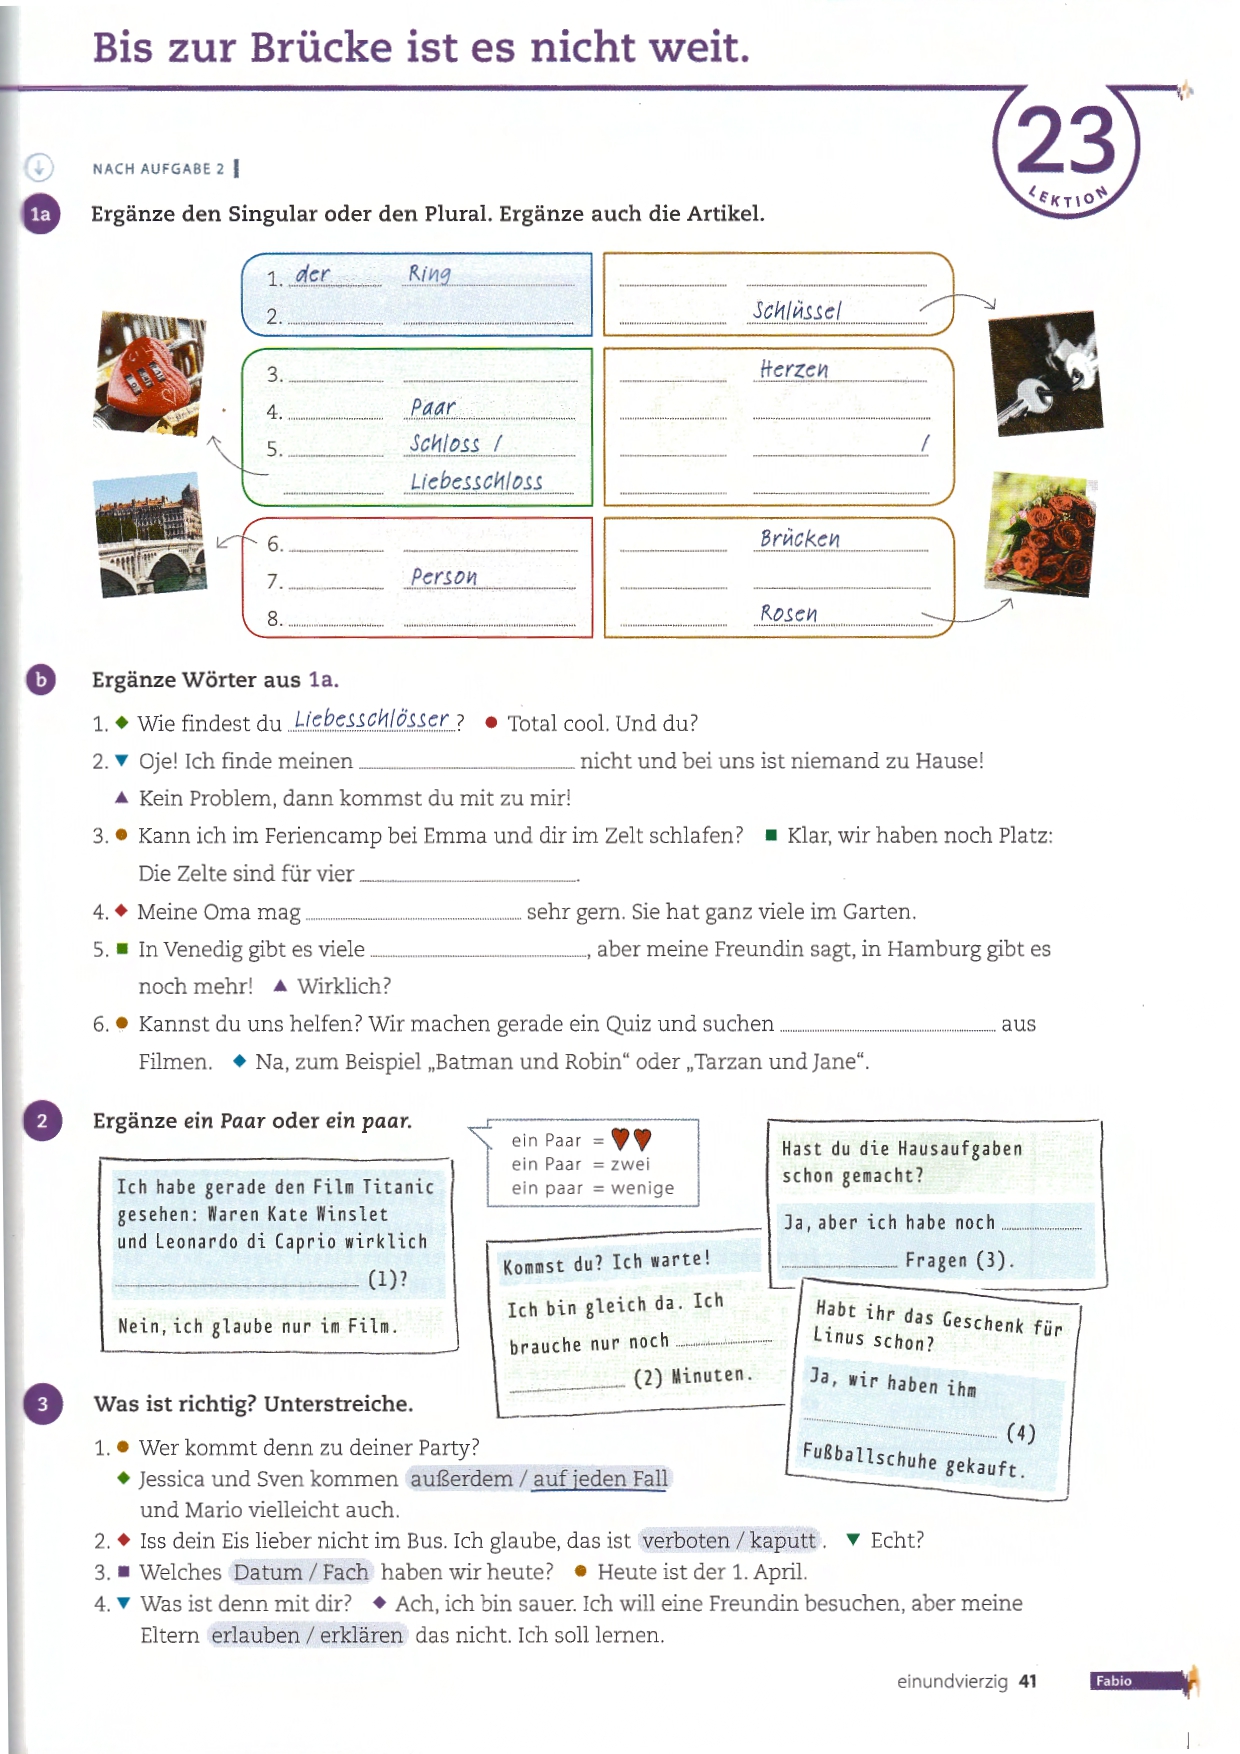 Bis zur Brücke ist es nicht weit.
23
LEKTION
NACH AUFGABE 2
1a Ergänze den Singular oder den Plural. Ergänze auch die Artikel.
1. der Ring
2. Schlüssel
3. Herzen
4. Paar
5. Schloss / /
Liebesschloss
6. Brücken
7. Person
8. Rosen
b Ergänze Wörter aus 1a.
1. Wie findest du Liebesschlösser? Total cool. Und du?
2. Oje! Ich finde meinen nicht und bei uns ist niemand zu Hause!
Kein Problem, dann kommst du mit zu mir!
3. Kann ich im Feriencamp bei Emma und dir im Zelt schlafen? Klar, wir haben noch Platz:
Die Zelte sind für vier .
4. Meine Oma mag sehr gern. Sie hat ganz viele im Garten.
5. In Venedig gibt es viele , aber meine Freundin sagt, in Hamburg gibt es
noch mehr! Wirklich?
6. Kannst du uns helfen? Wir machen gerade ein Quiz und suchen aus
Filmen. Na, zum Beispiel „Batman und Robin“ oder „Tarzan und Jane“.
2 Ergänze ein Paar oder ein paar.
ein Paar =
ein Paar = zwei
ein paar = wenige
Ich habe gerade den Film Titanic
gesehen: Waren Kate Winslet
und Leonardo di Caprio wirklich
(1)?
Nein, ich glaube nur im Film.
Kommst du? Ich warte!
Ich bin gleich da. Ich
brauche nur noch
(2) Minuten.
Hast du die Hausaufgaben
schon gemacht?
Ja, aber ich habe noch
Fragen (3).
Habt ihr das Geschenk für
Linus schon?
Ja, wir haben ihm
(4)
Fußballschuhe gekauft.
3 Was ist richtig? Unterstreiche.
1. Wer kommt denn zu deiner Party?
Jessica und Sven kommen außerdem / auf jeden Fall
und Mario vielleicht auch.
2. Iss dein Eis lieber nicht im Bus. Ich glaube, das ist verboten / kaputt. Echt?
3. Welches Datum / Fach haben wir heute? Heute ist der 1. April.
4. Was ist denn mit dir? Ach, ich bin sauer. Ich will eine Freundin besuchen, aber meine
Eltern erlauben / erklären das nicht. Ich soll lernen.
einundvierzig 41 Fabio